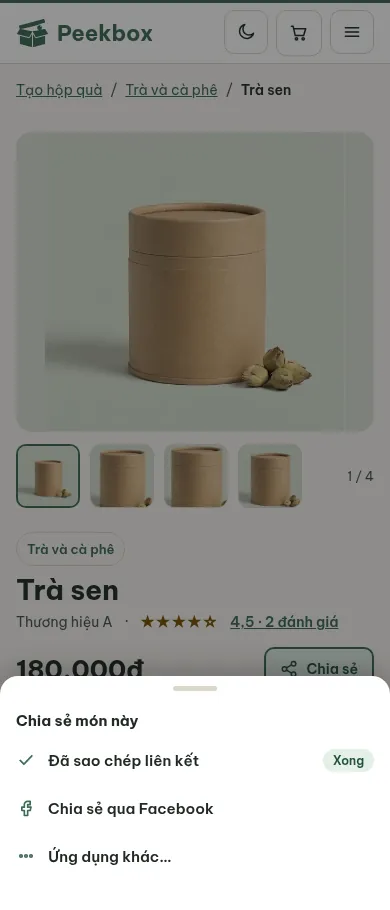 Peekbox
Tạo hộp quà / Trà và cà phê / Trà sen
1 / 4
Trà và cà phê
Trà sen
Thương hiệu A · ★★★★⯪ 4,5 · 2 đánh giá
180.000₫ Chia sẻ
Chia sẻ món này
Đã sao chép liên kết Xong
Chia sẻ qua Facebook
Ứng dụng khác...